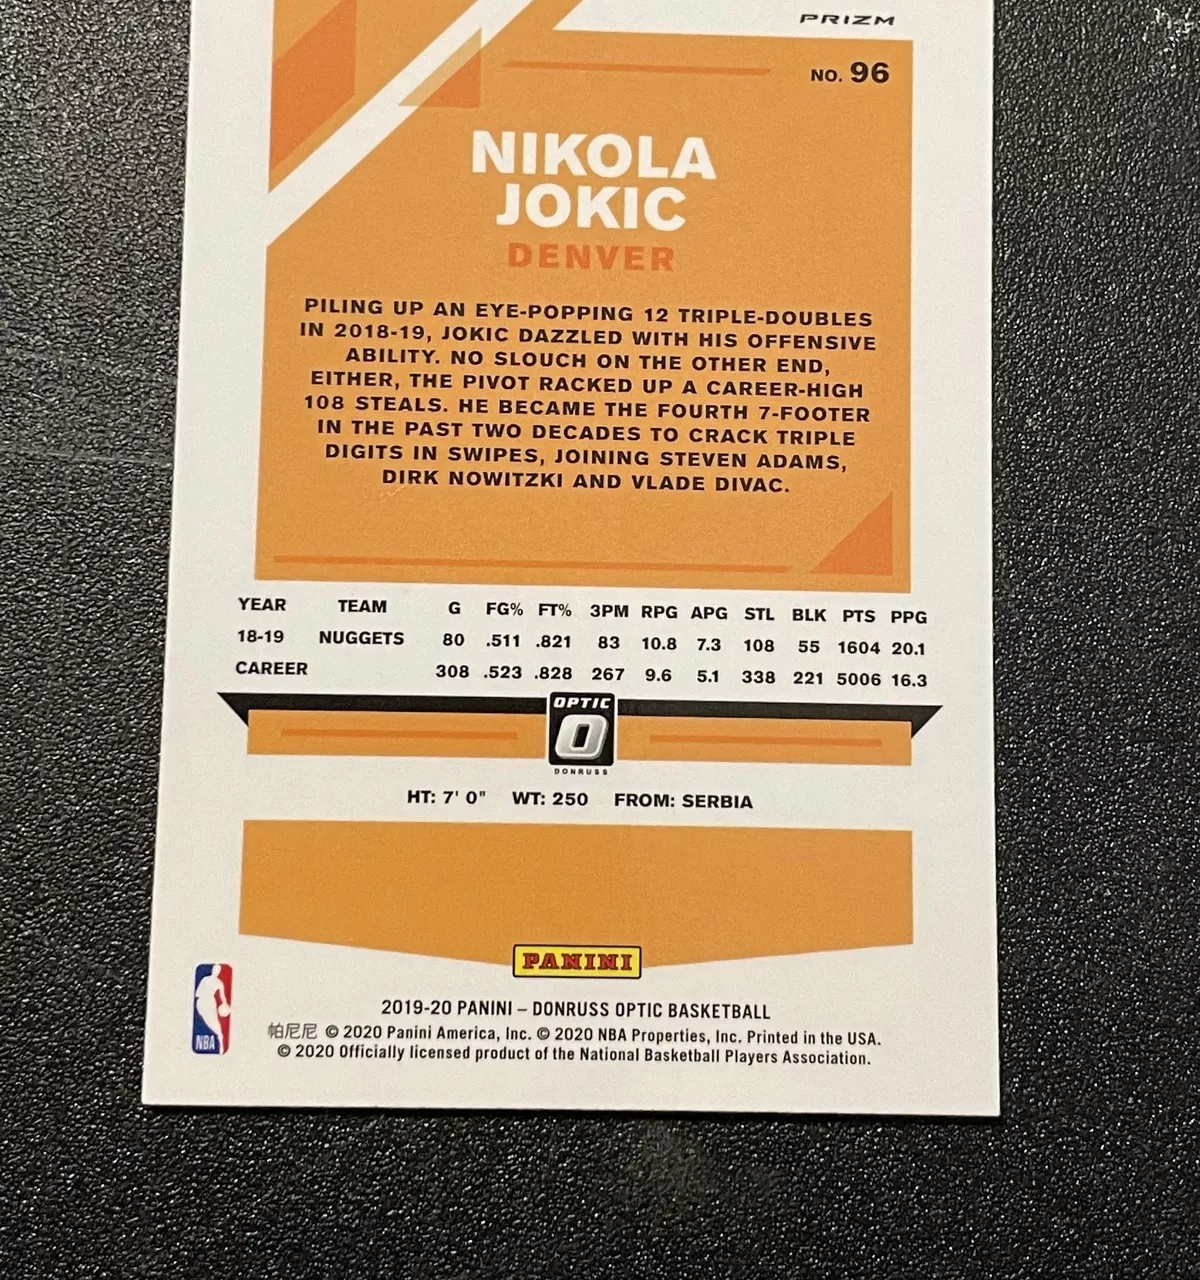 PRIZM
NO. 96
NIKOLA
JOKIC
DENVER
PILING UP AN EYE-POPPING 12 TRIPLE-DOUBLES
IN 2018-19, JOKIC DAZZLED WITH HIS OFFENSIVE
ABILITY. NO SLOUCH ON THE OTHER END,
EITHER, THE PIVOT RACKED UP A CAREER-HIGH
108 STEALS. HE BECAME THE FOURTH 7-FOOTER
IN THE PAST TWO DECADES TO CRACK TRIPLE
DIGITS IN SWIPES, JOINING STEVEN ADAMS,
DIRK NOWITZKI AND VLADE DIVAC.
YEAR TEAM G FG% FT% 3PM RPG APG STL BLK PTS PPG
18-19 NUGGETS 80 .511 .821 83 10.8 7.3 108 55 1604 20.1
CAREER 308 .523 .828 267 9.6 5.1 338 221 5006 16.3
OPTIC
O
DONRUSS
HT: 7' 0" WT: 250 FROM: SERBIA
PANINI
NBA
2019-20 PANINI – DONRUSS OPTIC BASKETBALL
帕尼尼 © 2020 Panini America, Inc. © 2020 NBA Properties, Inc. Printed in the USA.
© 2020 Officially licensed product of the National Basketball Players Association.